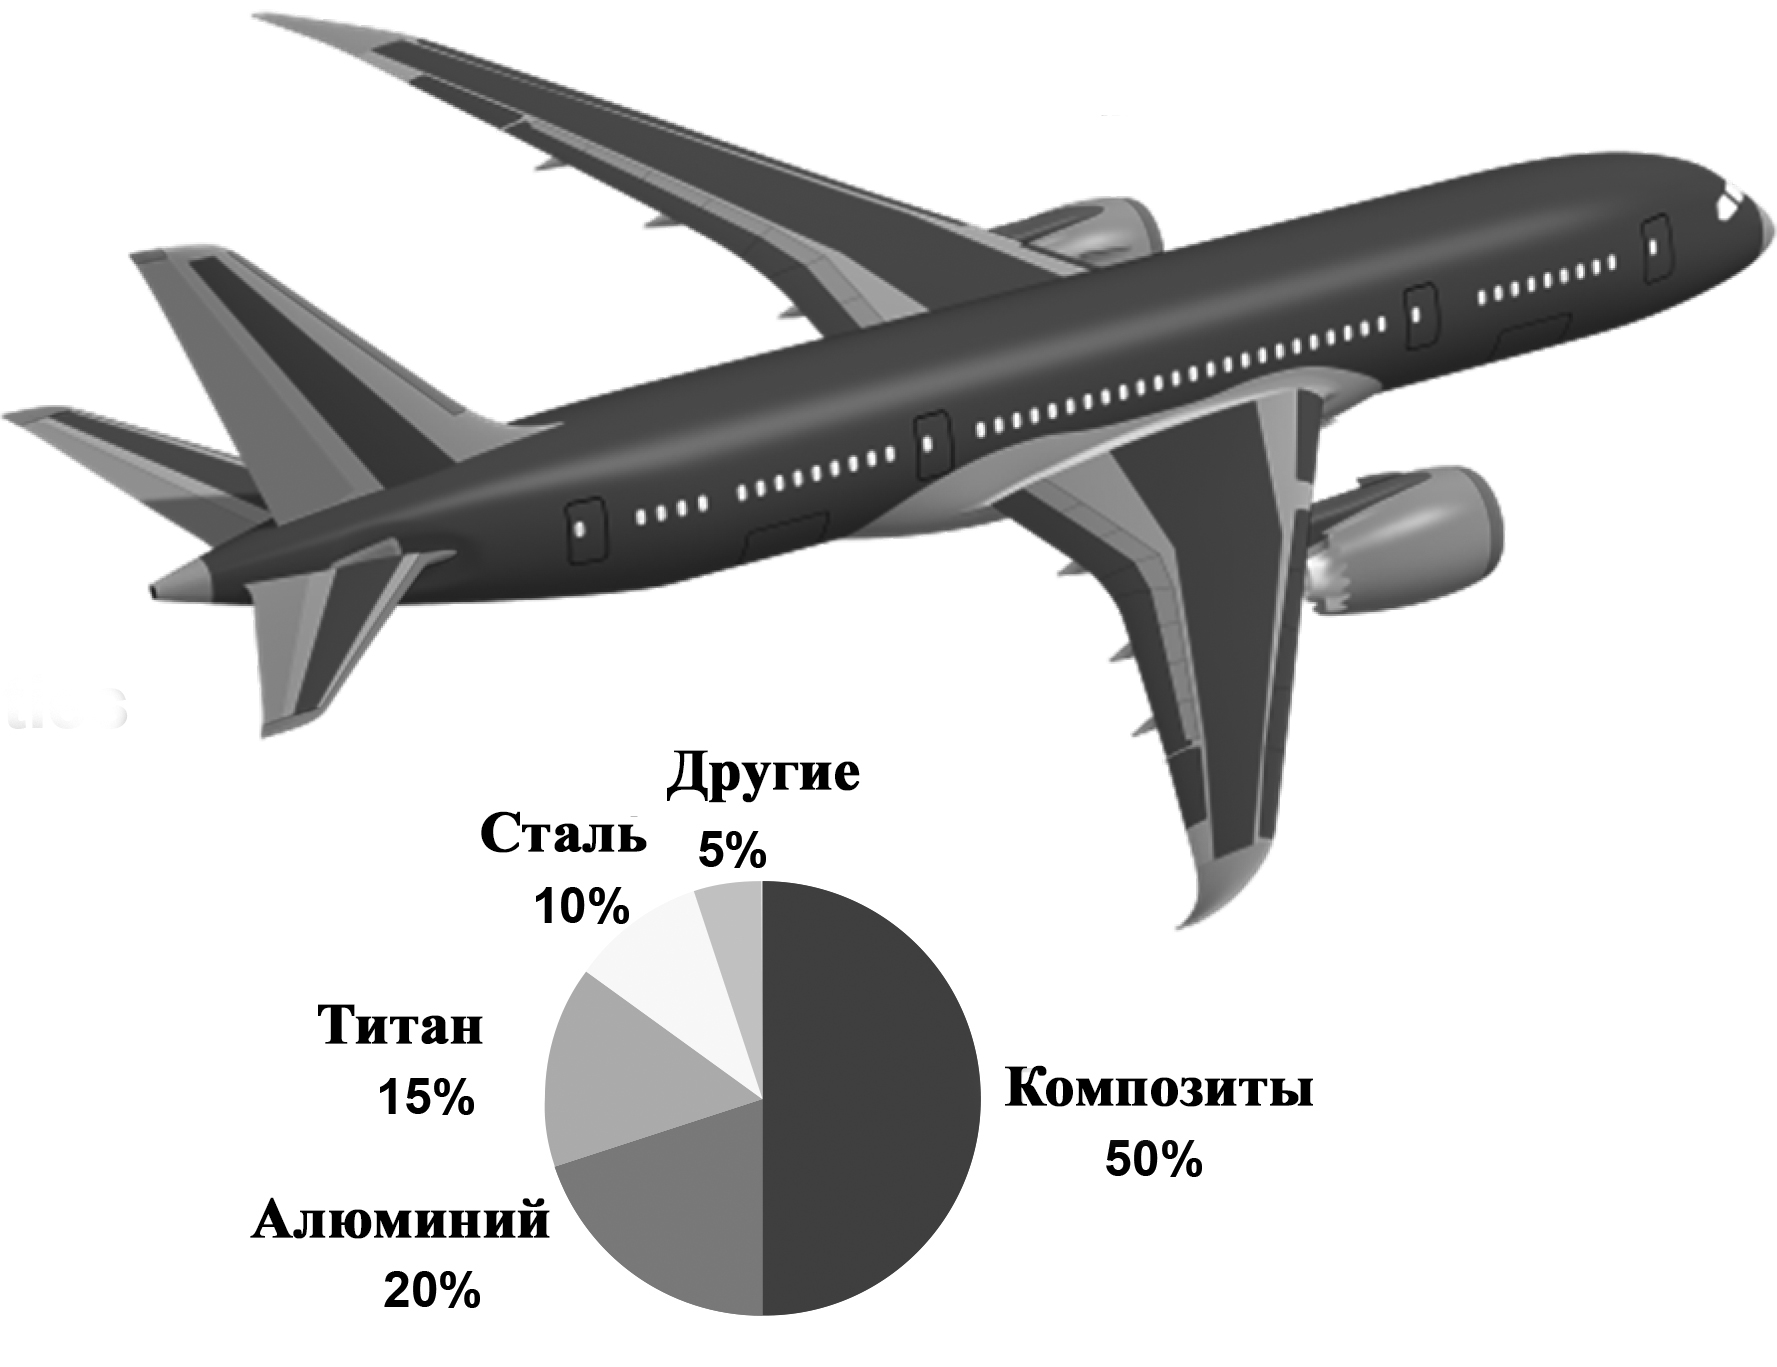 Другие
5%
Сталь
10%
Титан
15%
Композиты
50%
Алюминий
20%